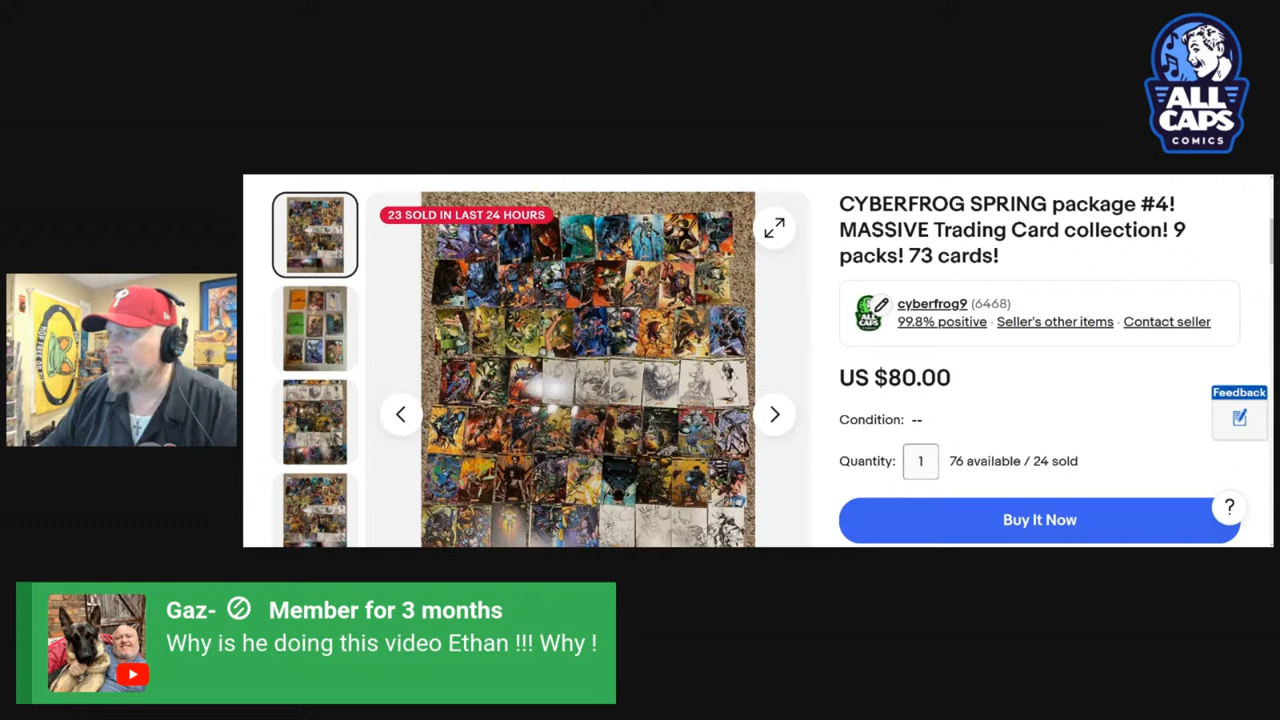 ALL
CAPS
COMICS
23 SOLD IN LAST 24 HOURS
CYBERFROG SPRING package #4!
MASSIVE Trading Card collection! 9
packs! 73 cards!
ALL
CAPS
cyberfrog9 (6468)
99.8% positive · Seller's other items · Contact seller
US $80.00
Feedback
Condition: --
Quantity: 1 76 available / 24 sold
?
Buy It Now
Gaz- Member for 3 months
Why is he doing this video Ethan !!! Why !